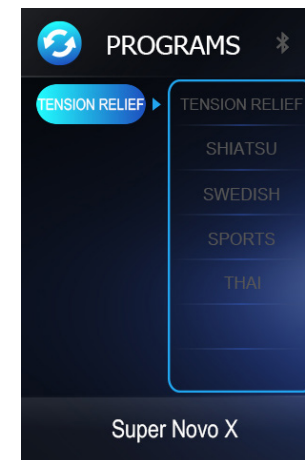 PROGRAMS
TENSION RELIEF
TENSION RELIEF
SHIATSU
SWEDISH
SPORTS
THAI
Super Novo X